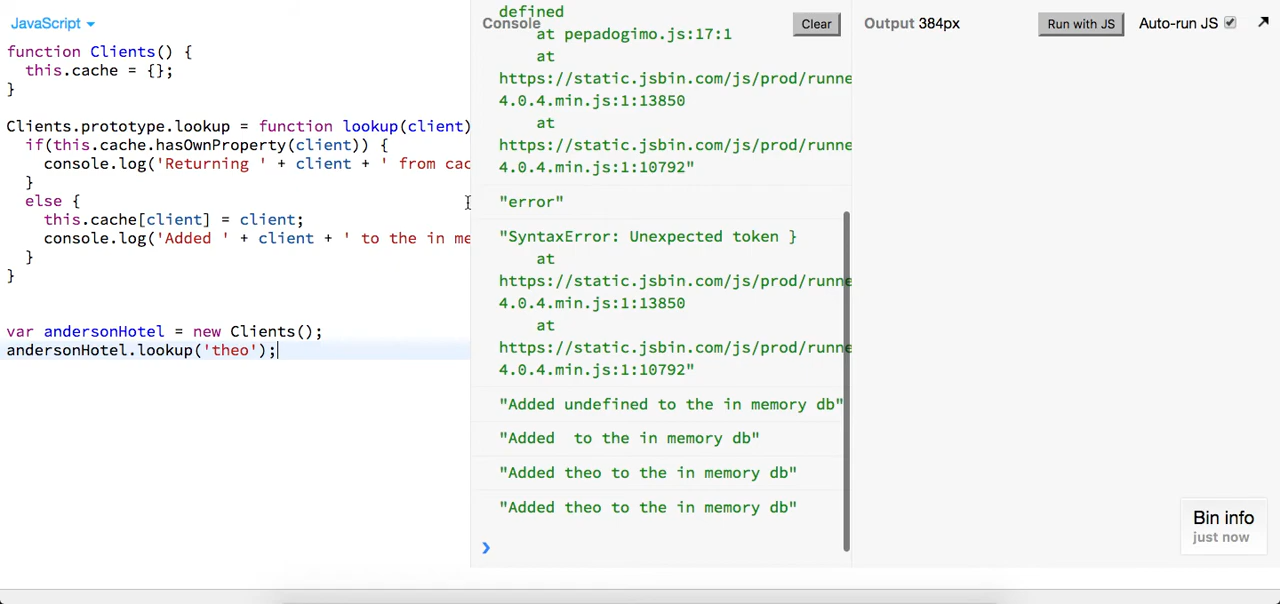 JavaScript
function Clients() {
this.cache = {};
}
Clients.prototype.lookup = function lookup(client)
if(this.cache.hasOwnProperty(client)) {
console.log('Returning ' + client + ' from cac
}
else {
this.cache[client] = client;
console.log('Added ' + client + ' to the in me
}
}
var andersonHotel = new Clients();
andersonHotel.lookup('theo');
Console
Clear
defined
at pepadogimo.js:17:1
at
https://static.jsbin.com/js/prod/runne
4.0.4.min.js:1:13850
at
https://static.jsbin.com/js/prod/runne
4.0.4.min.js:1:10792"
"error"
"SyntaxError: Unexpected token }
at
https://static.jsbin.com/js/prod/runne
4.0.4.min.js:1:13850
at
https://static.jsbin.com/js/prod/runne
4.0.4.min.js:1:10792"
"Added undefined to the in memory db"
"Added  to the in memory db"
"Added theo to the in memory db"
"Added theo to the in memory db"
Output 384px
Run with JS
Auto-run JS
Bin info
just now